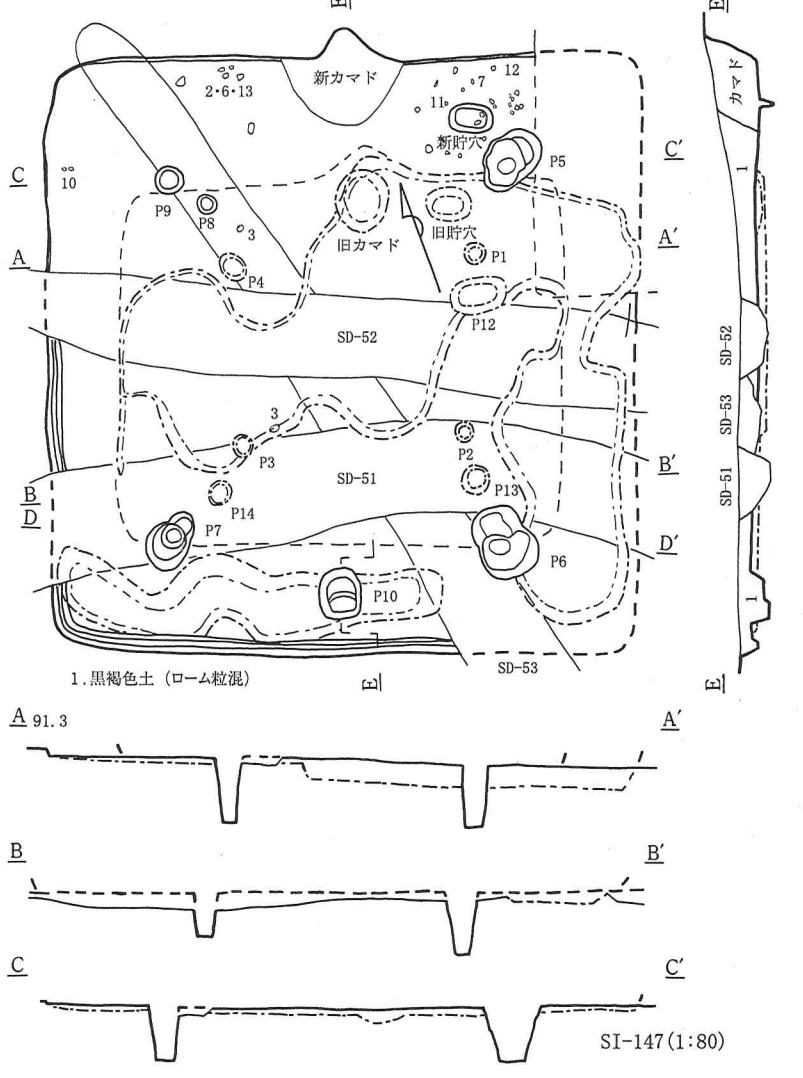 E
E
新カマド
2・6・13
7
12
11
新貯穴
P5
カマド
C
C′
10
P9
P8
3
旧カマド
旧貯穴
P1
1
A
A′
P4
P12
SD-52
SD-52
3
P3
P2
SD-53
B
B′
SD-51
SD-51
P14
P13
D
D′
P7
P6
P10
1
SD-53
1.黒褐色土（ローム粒混）
E
E
A 91.3
A′
B
B′
C
C′
SI-147(1:80)